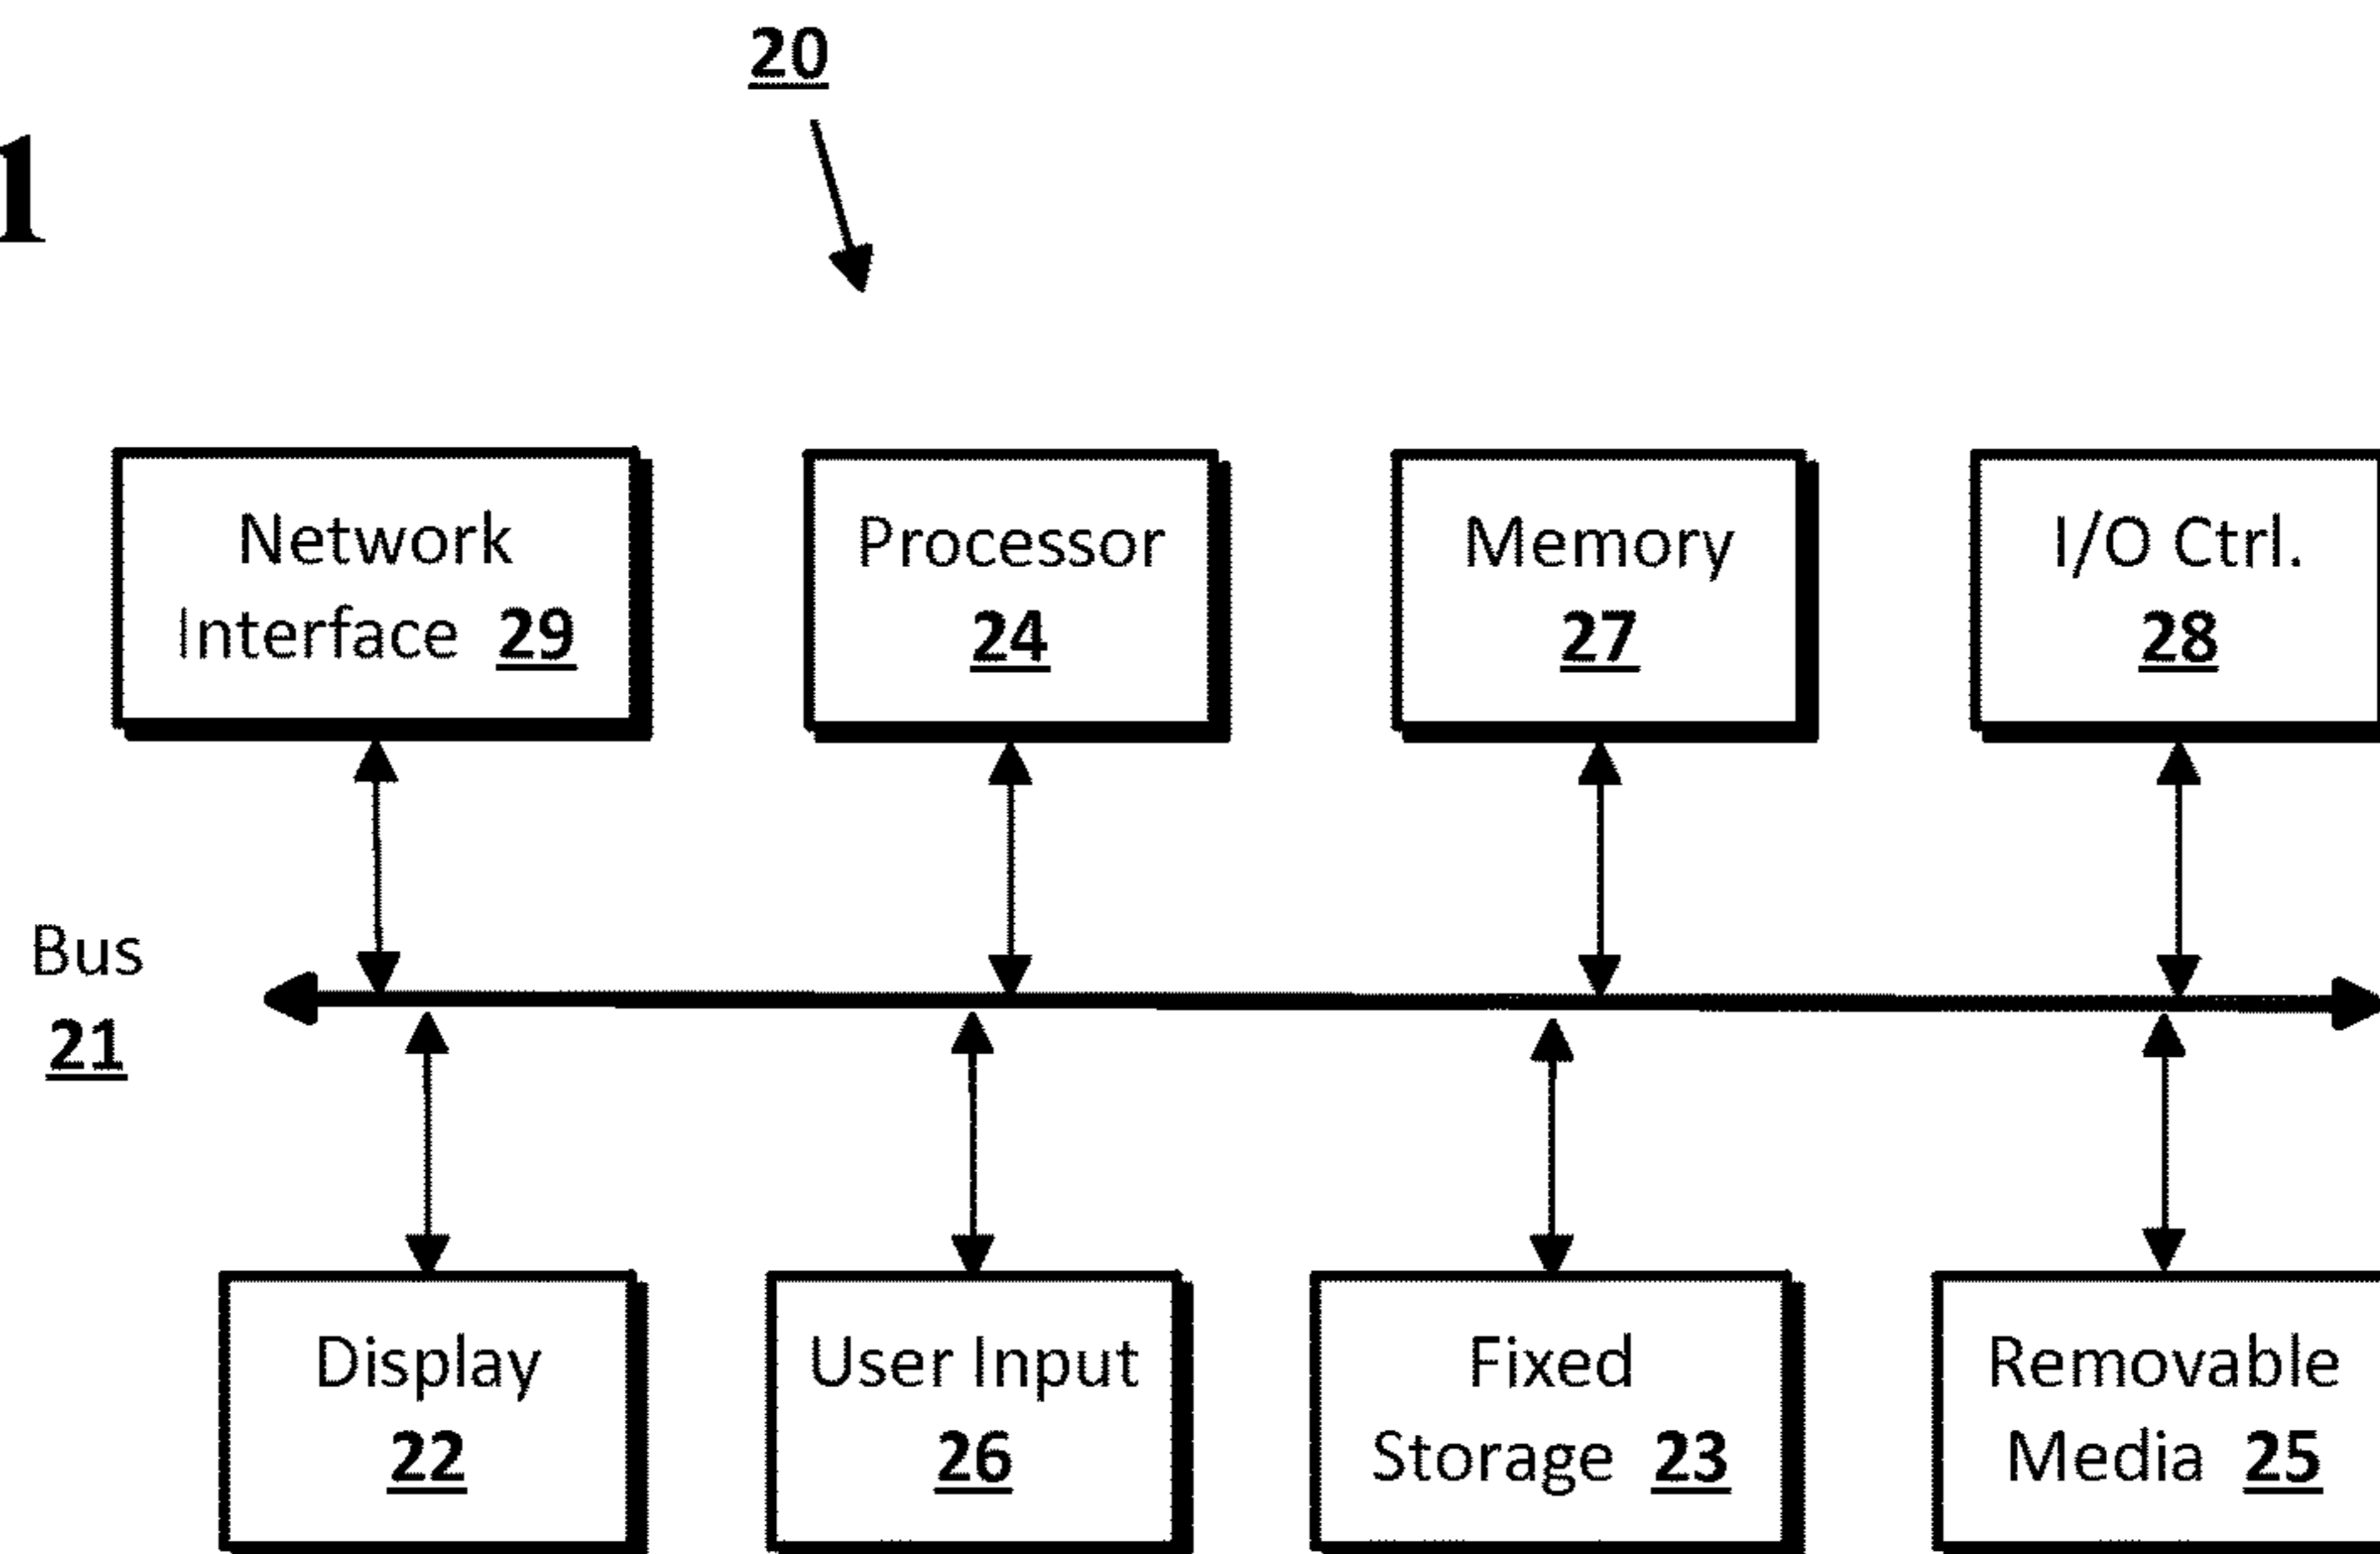 20
1
Network
Interface 29
Processor
24
Memory
27
I/O Ctrl.
28
Bus
21
Display
22
User Input
26
Fixed
Storage 23
Removable
Media 25